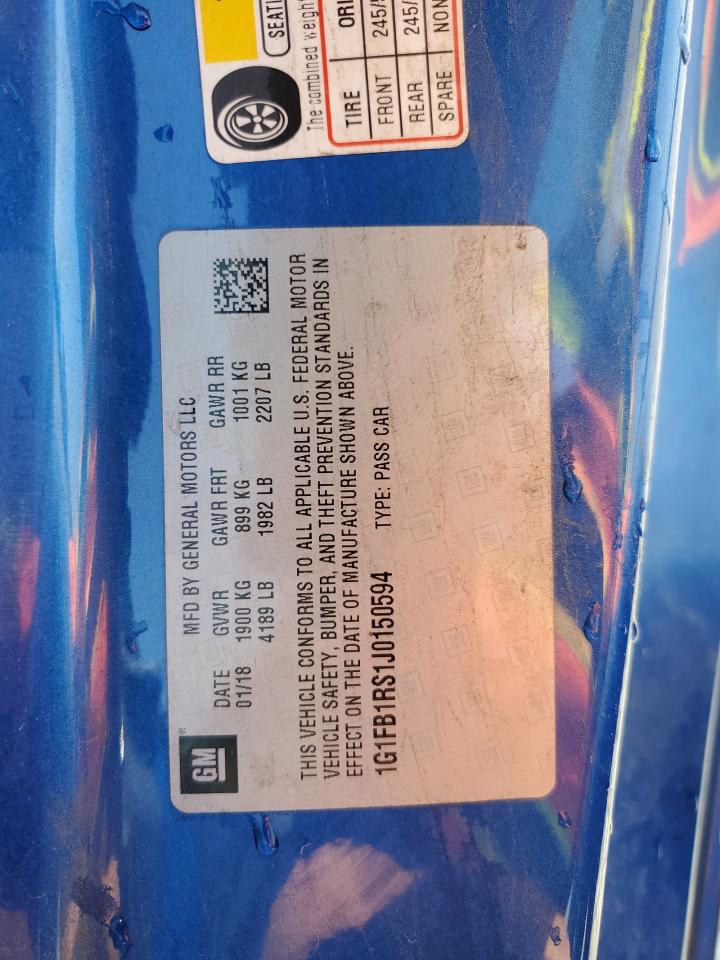 GM
MFD BY GENERAL MOTORS LLC
DATE GVWR GAWR FRT GAWR RR
01/18 1900 KG 899 KG 1001 KG
4189 LB 1982 LB 2207 LB
THIS VEHICLE CONFORMS TO ALL APPLICABLE U.S. FEDERAL MOTOR
VEHICLE SAFETY, BUMPER, AND THEFT PREVENTION STANDARDS IN
EFFECT ON THE DATE OF MANUFACTURE SHOWN ABOVE.
1G1FB1RS1J0150594 TYPE: PASS CAR
SEATI
The combined weight
TIRE ORI
FRONT 245/
REAR 245/
SPARE NON